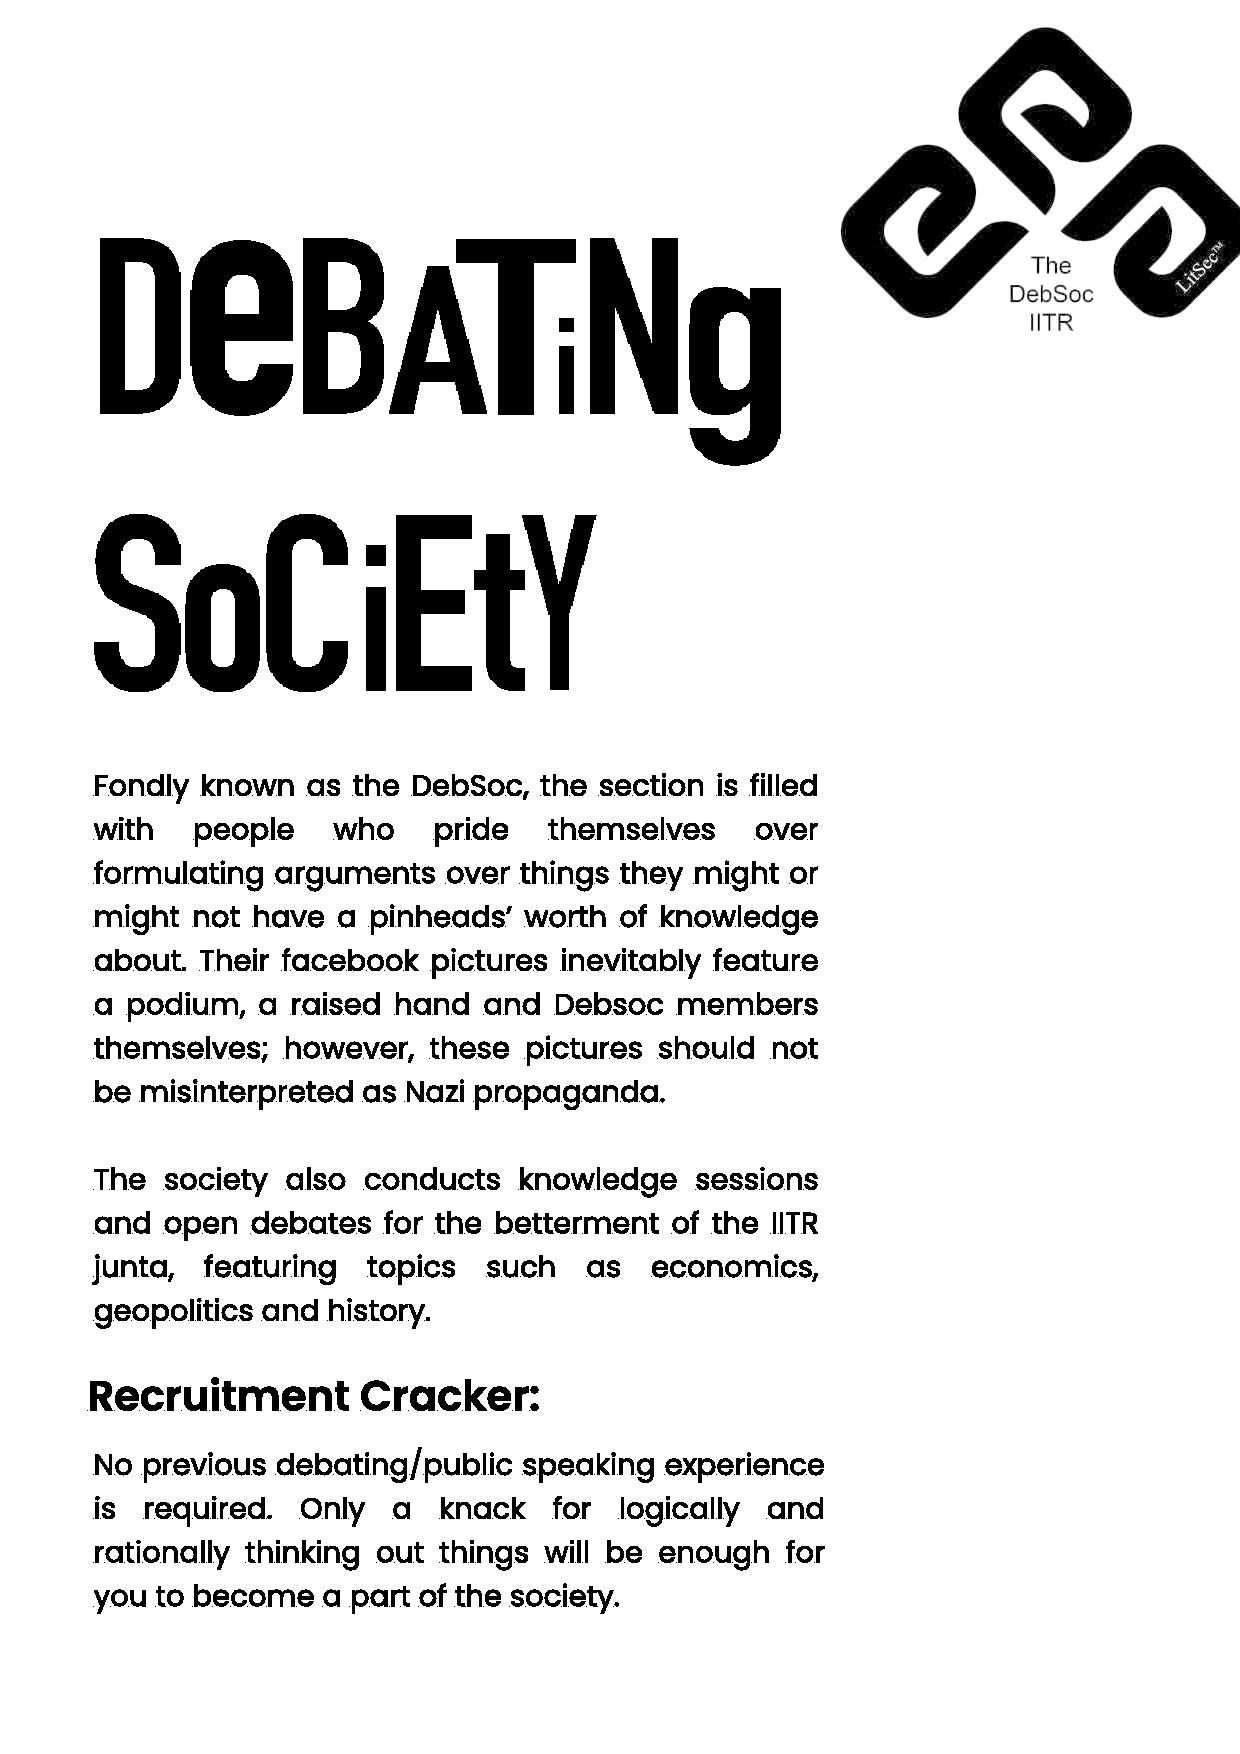 LitSec™
The
DebSoc
IITR
DeBATiNg
SoCiEtY
Fondly known as the DebSoc, the section is filled
with people who pride themselves over
formulating arguments over things they might or
might not have a pinheads’ worth of knowledge
about. Their facebook pictures inevitably feature
a podium, a raised hand and Debsoc members
themselves; however, these pictures should not
be misinterpreted as Nazi propaganda.
The society also conducts knowledge sessions
and open debates for the betterment of the IITR
junta, featuring topics such as economics,
geopolitics and history.
Recruitment Cracker:
No previous debating/public speaking experience
is required. Only a knack for logically and
rationally thinking out things will be enough for
you to become a part of the society.